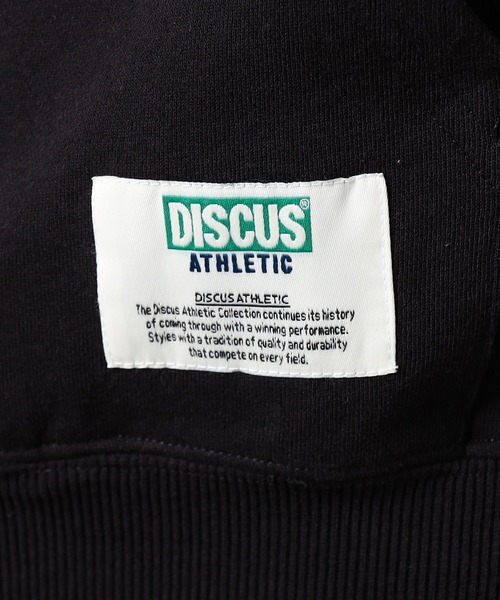 DISCUS®
ATHLETIC
DISCUS ATHLETIC
The Discus Athletic Collection continues its history
of coming through with a winning performance.
Styles with a tradition of quality and durability
that compete on every field.